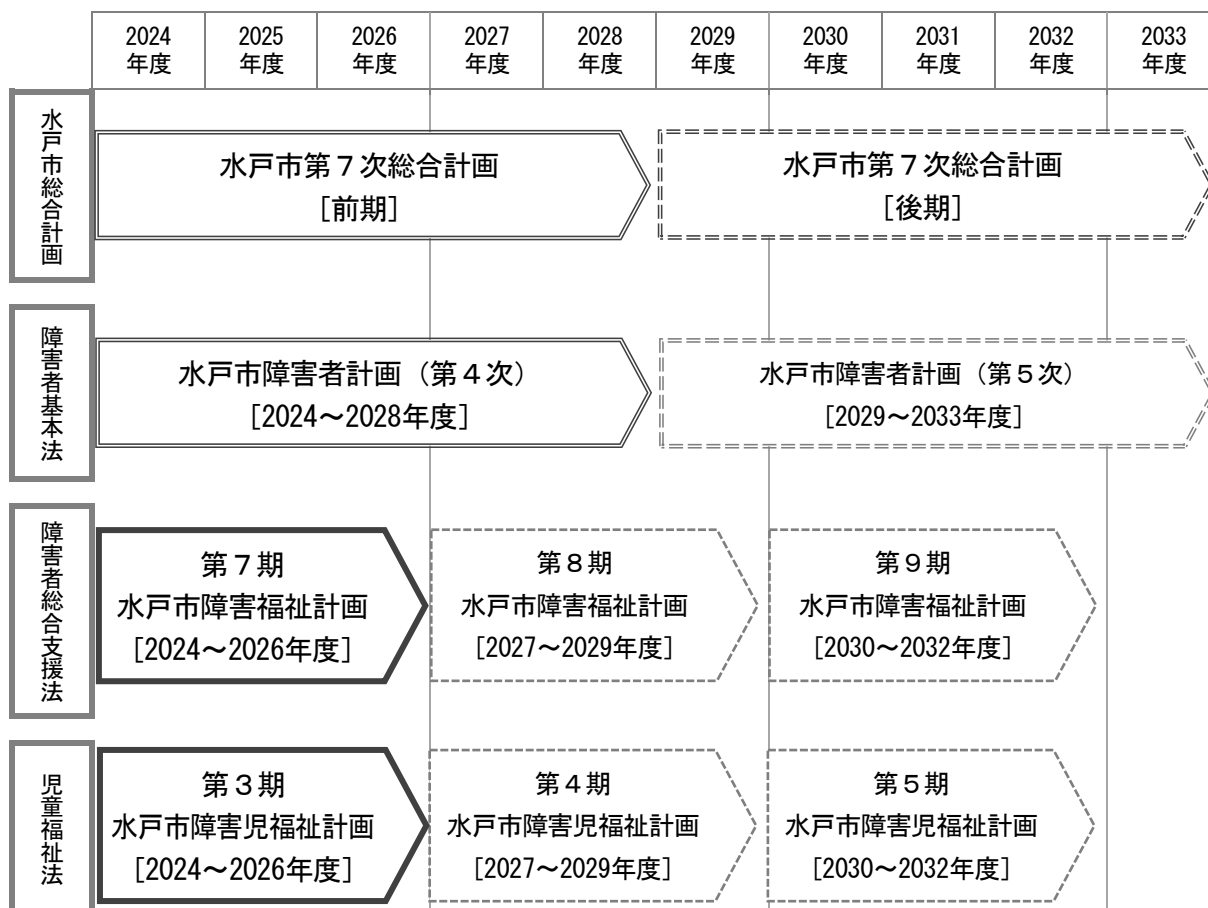 2024
年度
2025
年度
2026
年度
2027
年度
2028
年度
2029
年度
2030
年度
2031
年度
2032
年度
2033
年度
水戸市総合計画
水戸市第７次総合計画
［前期］
水戸市第７次総合計画
［後期］
障害者基本法
水戸市障害者計画（第４次）
［2024～2028年度］
水戸市障害者計画（第５次）
［2029～2033年度］
障害者総合支援法
第７期
水戸市障害福祉計画
［2024～2026年度］
第８期
水戸市障害福祉計画
［2027～2029年度］
第９期
水戸市障害福祉計画
［2030～2032年度］
児童福祉法
第３期
水戸市障害児福祉計画
［2024～2026年度］
第４期
水戸市障害児福祉計画
［2027～2029年度］
第５期
水戸市障害児福祉計画
［2030～2032年度］